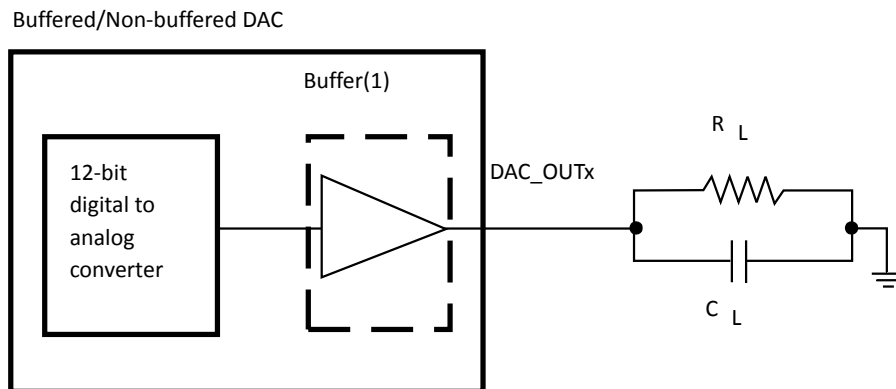 Buffered/Non-buffered DAC
Buffer(1)
12-bit
digital to
analog
converter
DAC_OUTx
R L
C L